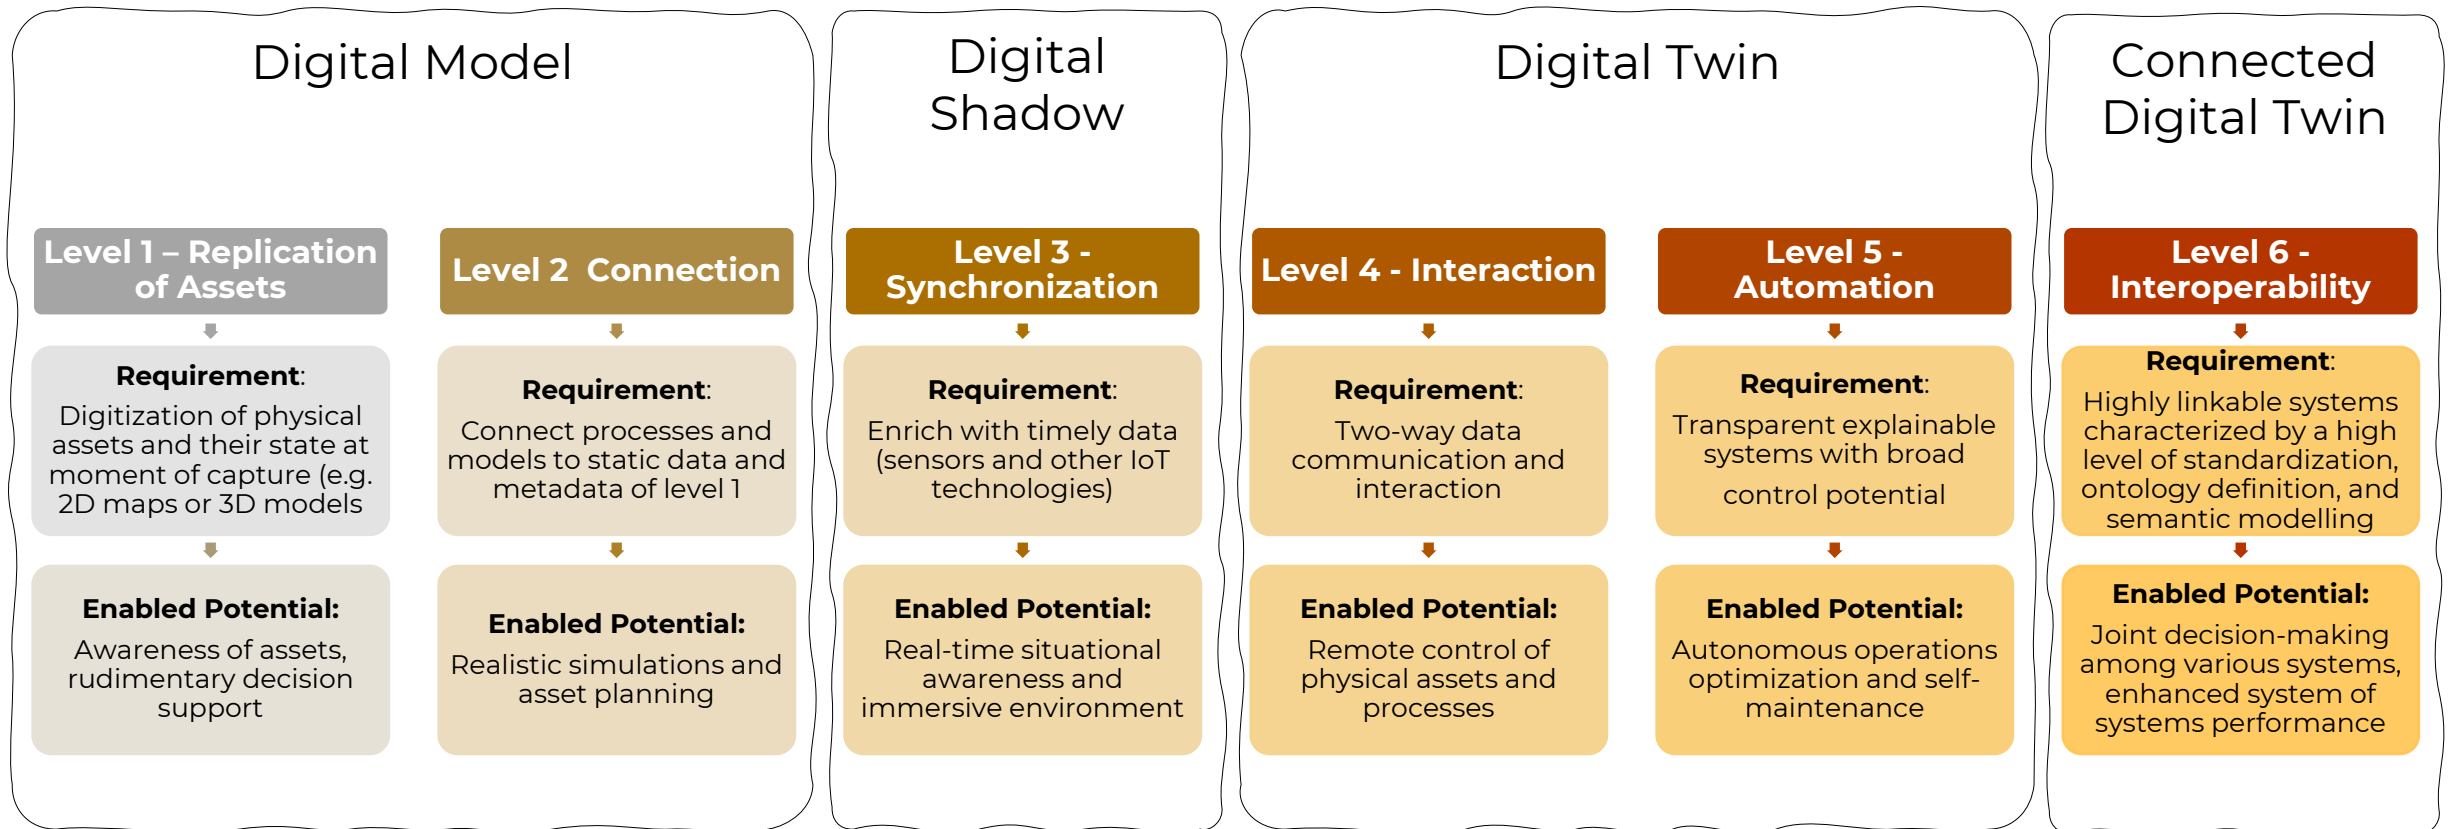 Digital Model
Digital
Shadow
Digital Twin
Connected
Digital Twin
Level 1 – Replication
of Assets
Requirement:
Digitization of physical
assets and their state at
moment of capture (e.g.
2D maps or 3D models
Enabled Potential:
Awareness of assets,
rudimentary decision
support
Level 2  Connection
Requirement:
Connect processes and
models to static data and
metadata of level 1
Enabled Potential:
Realistic simulations and
asset planning
Level 3 -
Synchronization
Requirement:
Enrich with timely data
(sensors and other IoT
technologies)
Enabled Potential:
Real-time situational
awareness and
immersive environment
Level 4 - Interaction
Requirement:
Two-way data
communication and
interaction
Enabled Potential:
Remote control of
physical assets and
processes
Level 5 -
Automation
Requirement:
Transparent explainable
systems with broad
control potential
Enabled Potential:
Autonomous operations
optimization and self-
maintenance
Level 6 -
Interoperability
Requirement:
Highly linkable systems
characterized by a high
level of standardization,
ontology definition, and
semantic modelling
Enabled Potential:
Joint decision-making
among various systems,
enhanced system of
systems performance